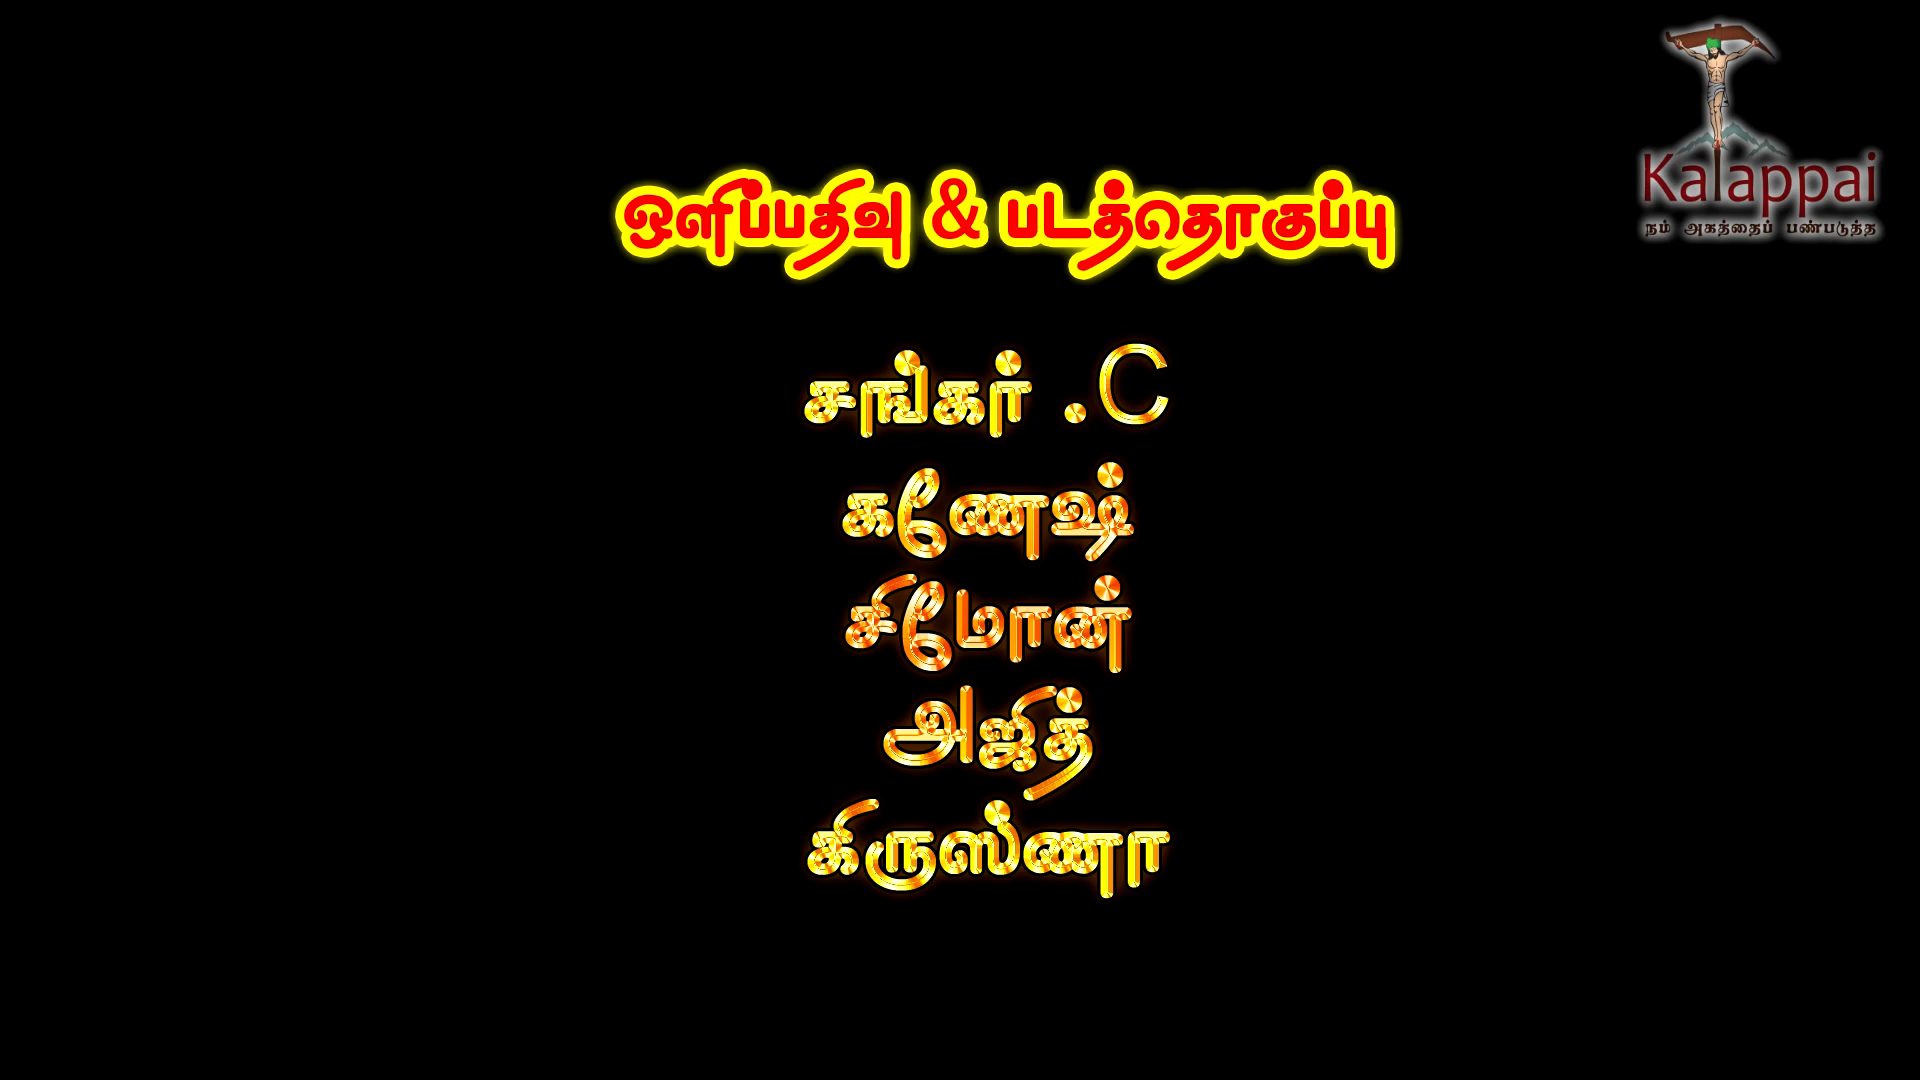 ஒளிப்பதிவு & படத்தொகுப்பு
சங்கர் .C
கணேஷ்
சிமோன்
அஜித்
கிருஸ்ணா
Kalappai
நம் அகத்தைப் பண்படுத்த